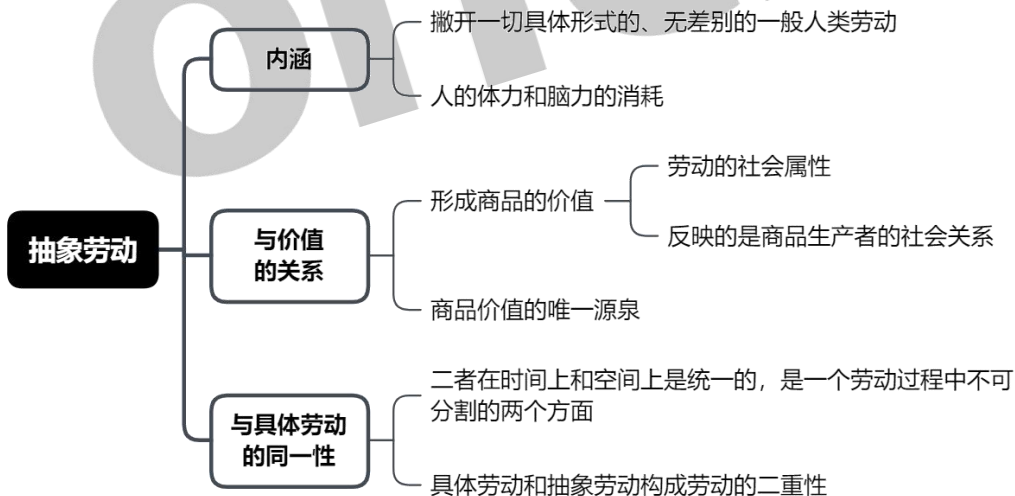 抽象劳动
内涵
撇开一切具体形式的、无差别的一般人类劳动
人的体力和脑力的消耗
与价值
的关系
形成商品的价值
劳动的社会属性
反映的是商品生产者的社会关系
商品价值的唯一源泉
与具体劳动
的同一性
二者在时间上和空间上是统一的，是一个劳动过程中不可
分割的两个方面
具体劳动和抽象劳动构成劳动的二重性